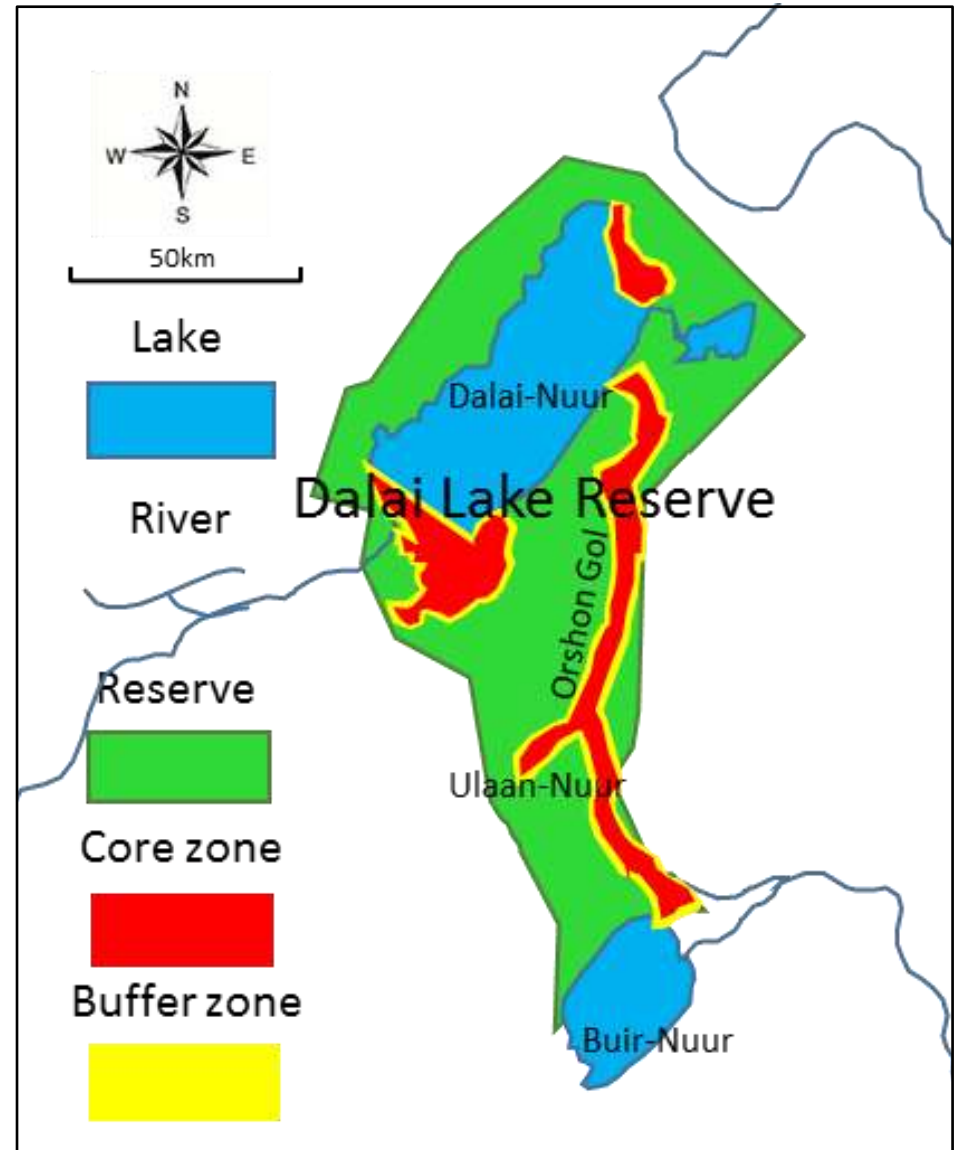 N
W E
S
50km
Lake
River
Reserve
Core zone
Buffer zone
Dalai-Nuur
Dalai Lake Reserve
Orshon Gol
Ulaan-Nuur
Buir-Nuur